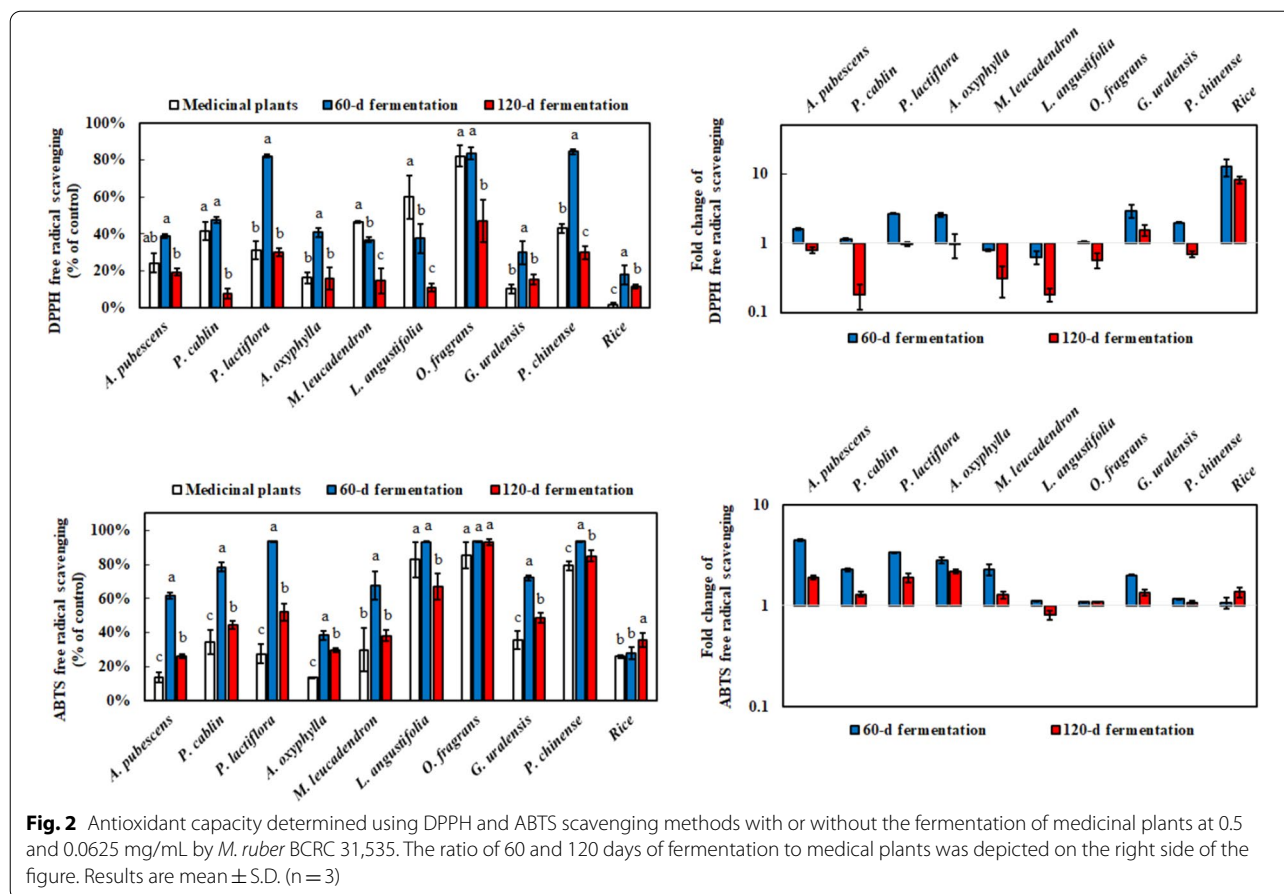 Medicinal plants 60-d fermentation 120-d fermentation
DPPH free radical scavenging
(% of control)
100%
80%
60%
40%
20%
0%
ab a b
a a b
b a b
b a b
a b c
a b c
a a b
b a b
b a c
c a b
A. pubescens
P. cablin
P. lactiflora
A. oxyphylla
M. leucadendron
L. angustifolia
O. fragrans
G. uralensis
P. chinense
Rice
A. pubescens
P. cablin
P. lactiflora
A. oxyphylla
M. leucadendron
L. angustifolia
O. fragrans
G. uralensis
P. chinense
Rice
Fold change of
DPPH free radical scavenging
10
1
0.1
60-d fermentation 120-d fermentation
Medicinal plants 60-d fermentation 120-d fermentation
ABTS free radical scavenging
(% of control)
100%
80%
60%
40%
20%
0%
c a b
c a b
c a b
c a b
b a b
a a b
a a a
c a b
c a b
b b a
A. pubescens
P. cablin
P. lactiflora
A. oxyphylla
M. leucadendron
L. angustifolia
O. fragrans
G. uralensis
P. chinense
Rice
A. pubescens
P. cablin
P. lactiflora
A. oxyphylla
M. leucadendron
L. angustifolia
O. fragrans
G. uralensis
P. chinense
Rice
Fold change of
ABTS free radical scavenging
10
1
0.1
60-d fermentation 120-d fermentation
Fig. 2 Antioxidant capacity determined using DPPH and ABTS scavenging methods with or without the fermentation of medicinal plants at 0.5
and 0.0625 mg/mL by M. ruber BCRC 31,535. The ratio of 60 and 120 days of fermentation to medical plants was depicted on the right side of the
figure. Results are mean ± S.D. (n = 3)